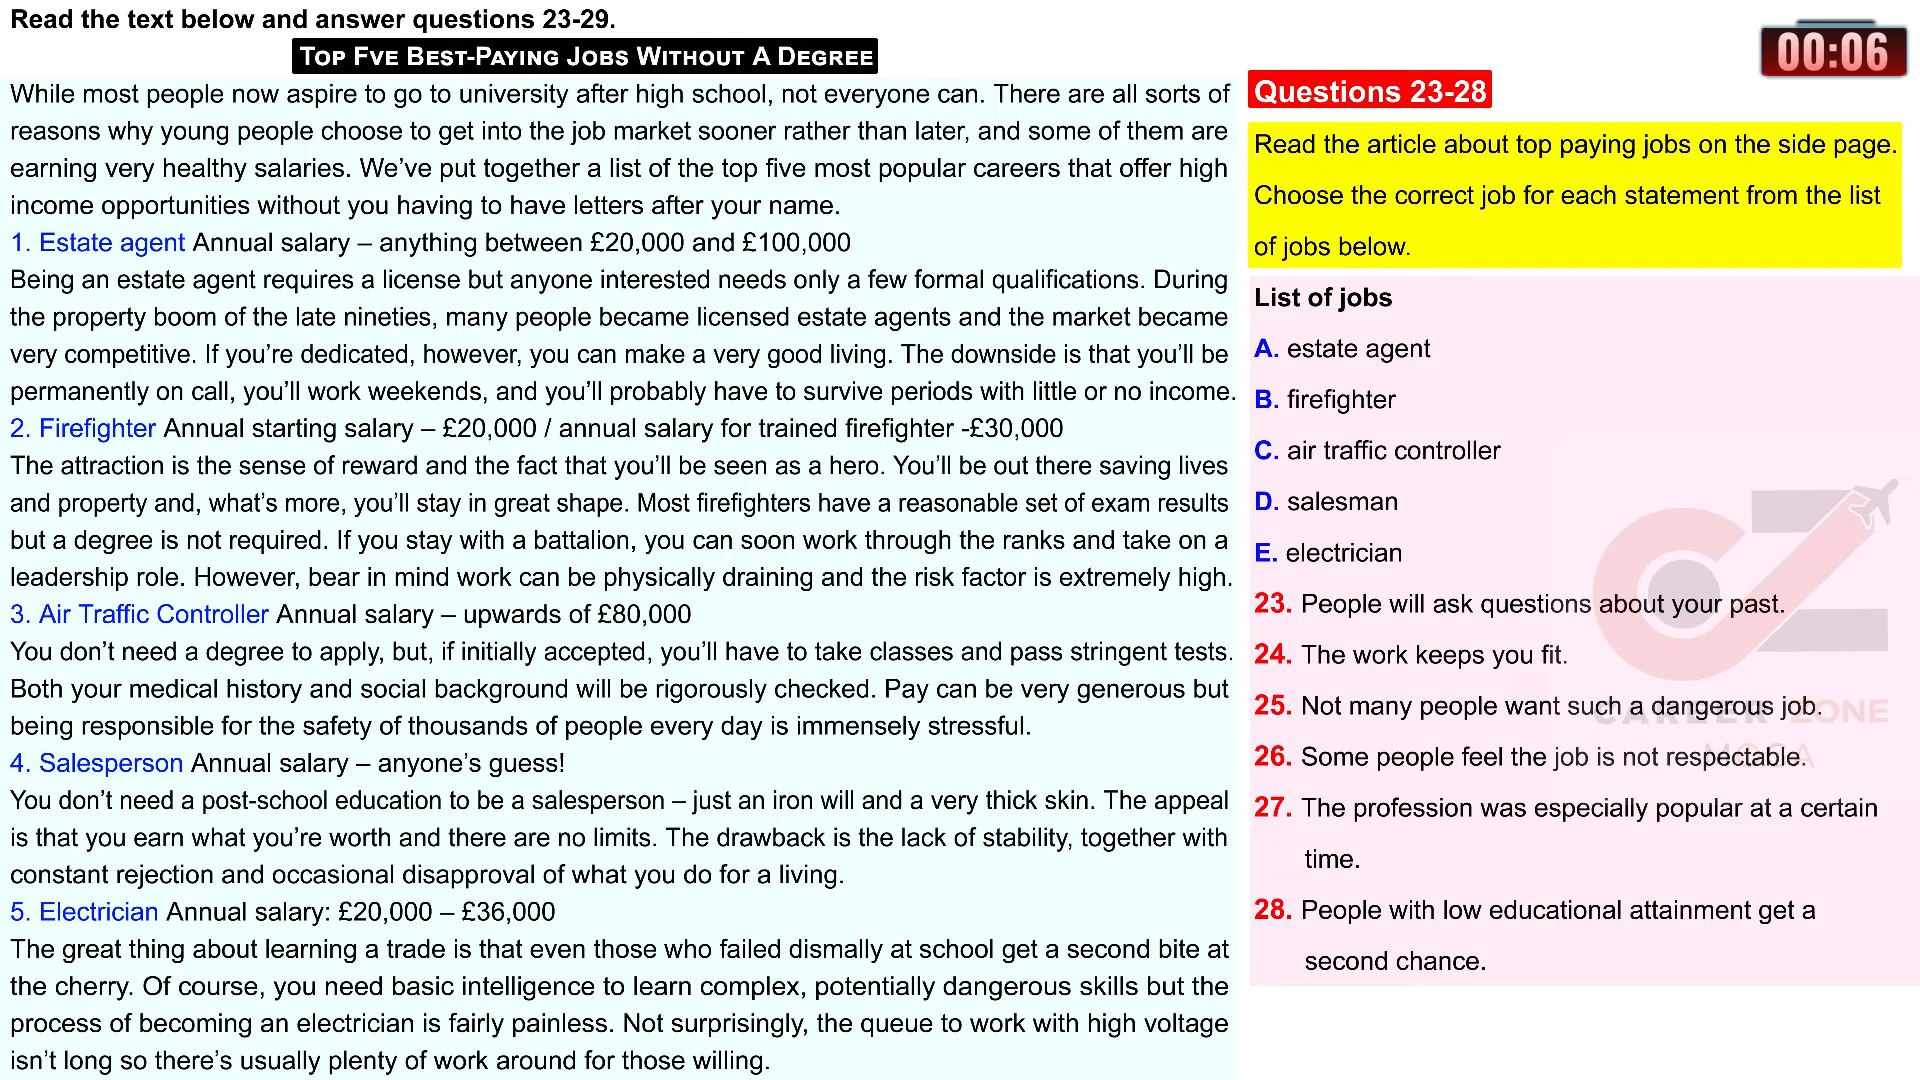 Read the text below and answer questions 23-29.
TOP FVE BEST-PAYING JOBS WITHOUT A DEGREE
While most people now aspire to go to university after high school, not everyone can. There are all sorts of
reasons why young people choose to get into the job market sooner rather than later, and some of them are
earning very healthy salaries. We've put together a list of the top five most popular careers that offer high
income opportunities without you having to have letters after your name.
1. Estate agent Annual salary – anything between £20,000 and £100,000
Being an estate agent requires a license but anyone interested needs only a few formal qualifications. During
the property boom of the late nineties, many people became licensed estate agents and the market became
very competitive. If you're dedicated, however, you can make a very good living. The downside is that you'll be
permanently on call, you'll work weekends, and you'll probably have to survive periods with little or no income.
2. Firefighter Annual starting salary – £20,000 / annual salary for trained firefighter -£30,000
The attraction is the sense of reward and the fact that you'll be seen as a hero. You'll be out there saving lives
and property and, what's more, you'll stay in great shape. Most firefighters have a reasonable set of exam results
but a degree is not required. If you stay with a battalion, you can soon work through the ranks and take on a
leadership role. However, bear in mind work can be physically draining and the risk factor is extremely high.
3. Air Traffic Controller Annual salary – upwards of £80,000
You don't need a degree to apply, but, if initially accepted, you'll have to take classes and pass stringent tests.
Both your medical history and social background will be rigorously checked. Pay can be very generous but
being responsible for the safety of thousands of people every day is immensely stressful.
4. Salesperson Annual salary – anyone's guess!
You don't need a post-school education to be a salesperson – just an iron will and a very thick skin. The appeal
is that you earn what you're worth and there are no limits. The drawback is the lack of stability, together with
constant rejection and occasional disapproval of what you do for a living.
5. Electrician Annual salary: £20,000 – £36,000
The great thing about learning a trade is that even those who failed dismally at school get a second bite at
the cherry. Of course, you need basic intelligence to learn complex, potentially dangerous skills but the
process of becoming an electrician is fairly painless. Not surprisingly, the queue to work with high voltage
isn't long so there's usually plenty of work around for those willing.
00:06
Questions 23-28
Read the article about top paying jobs on the side page.
Choose the correct job for each statement from the list
of jobs below.
List of jobs
A. estate agent
B. firefighter
C. air traffic controller
D. salesman
E. electrician
23. People will ask questions about your past.
24. The work keeps you fit.
25. Not many people want such a dangerous job.
26. Some people feel the job is not respectable.
27. The profession was especially popular at a certain
time.
28. People with low educational attainment get a
second chance.
CAREER ZONE
MOGA